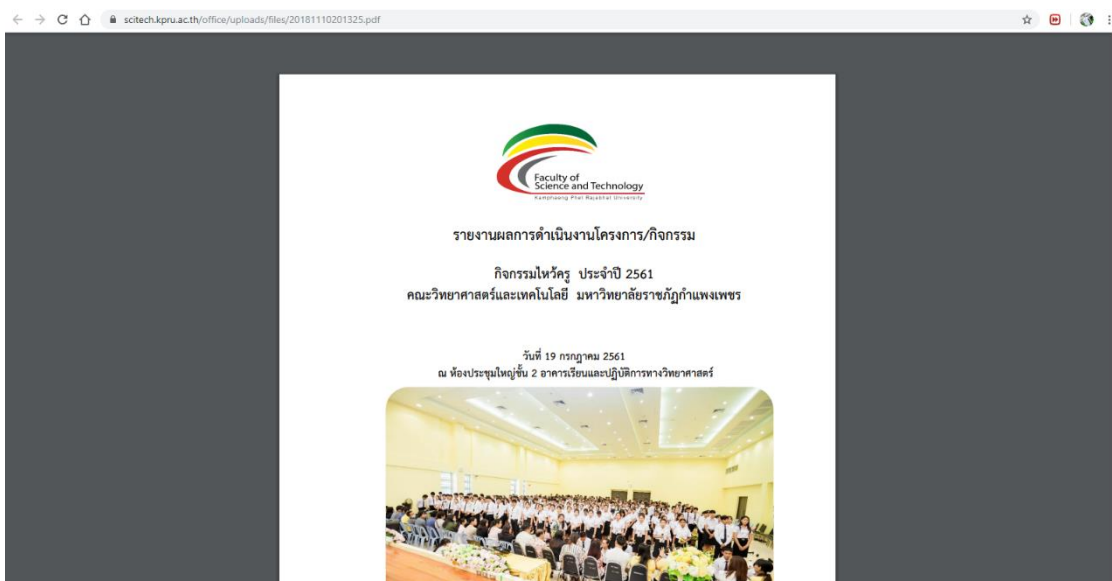 scitech.kpru.ac.th/office/uploads/files/20181110201325.pdf
Faculty of
Science and Technology
Kamphaeng Phet Rajabhat University
รายงานผลการดำเนินงานโครงการ/กิจกรรม
กิจกรรมไหว้ครู ประจำปี 2561
คณะวิทยาศาสตร์และเทคโนโลยี มหาวิทยาลัยราชภัฏกำแพงเพชร
วันที่ 19 กรกฎาคม 2561
ณ ห้องประชุมใหญ่ชั้น 2 อาคารเรียนและปฏิบัติการทางวิทยาศาสตร์